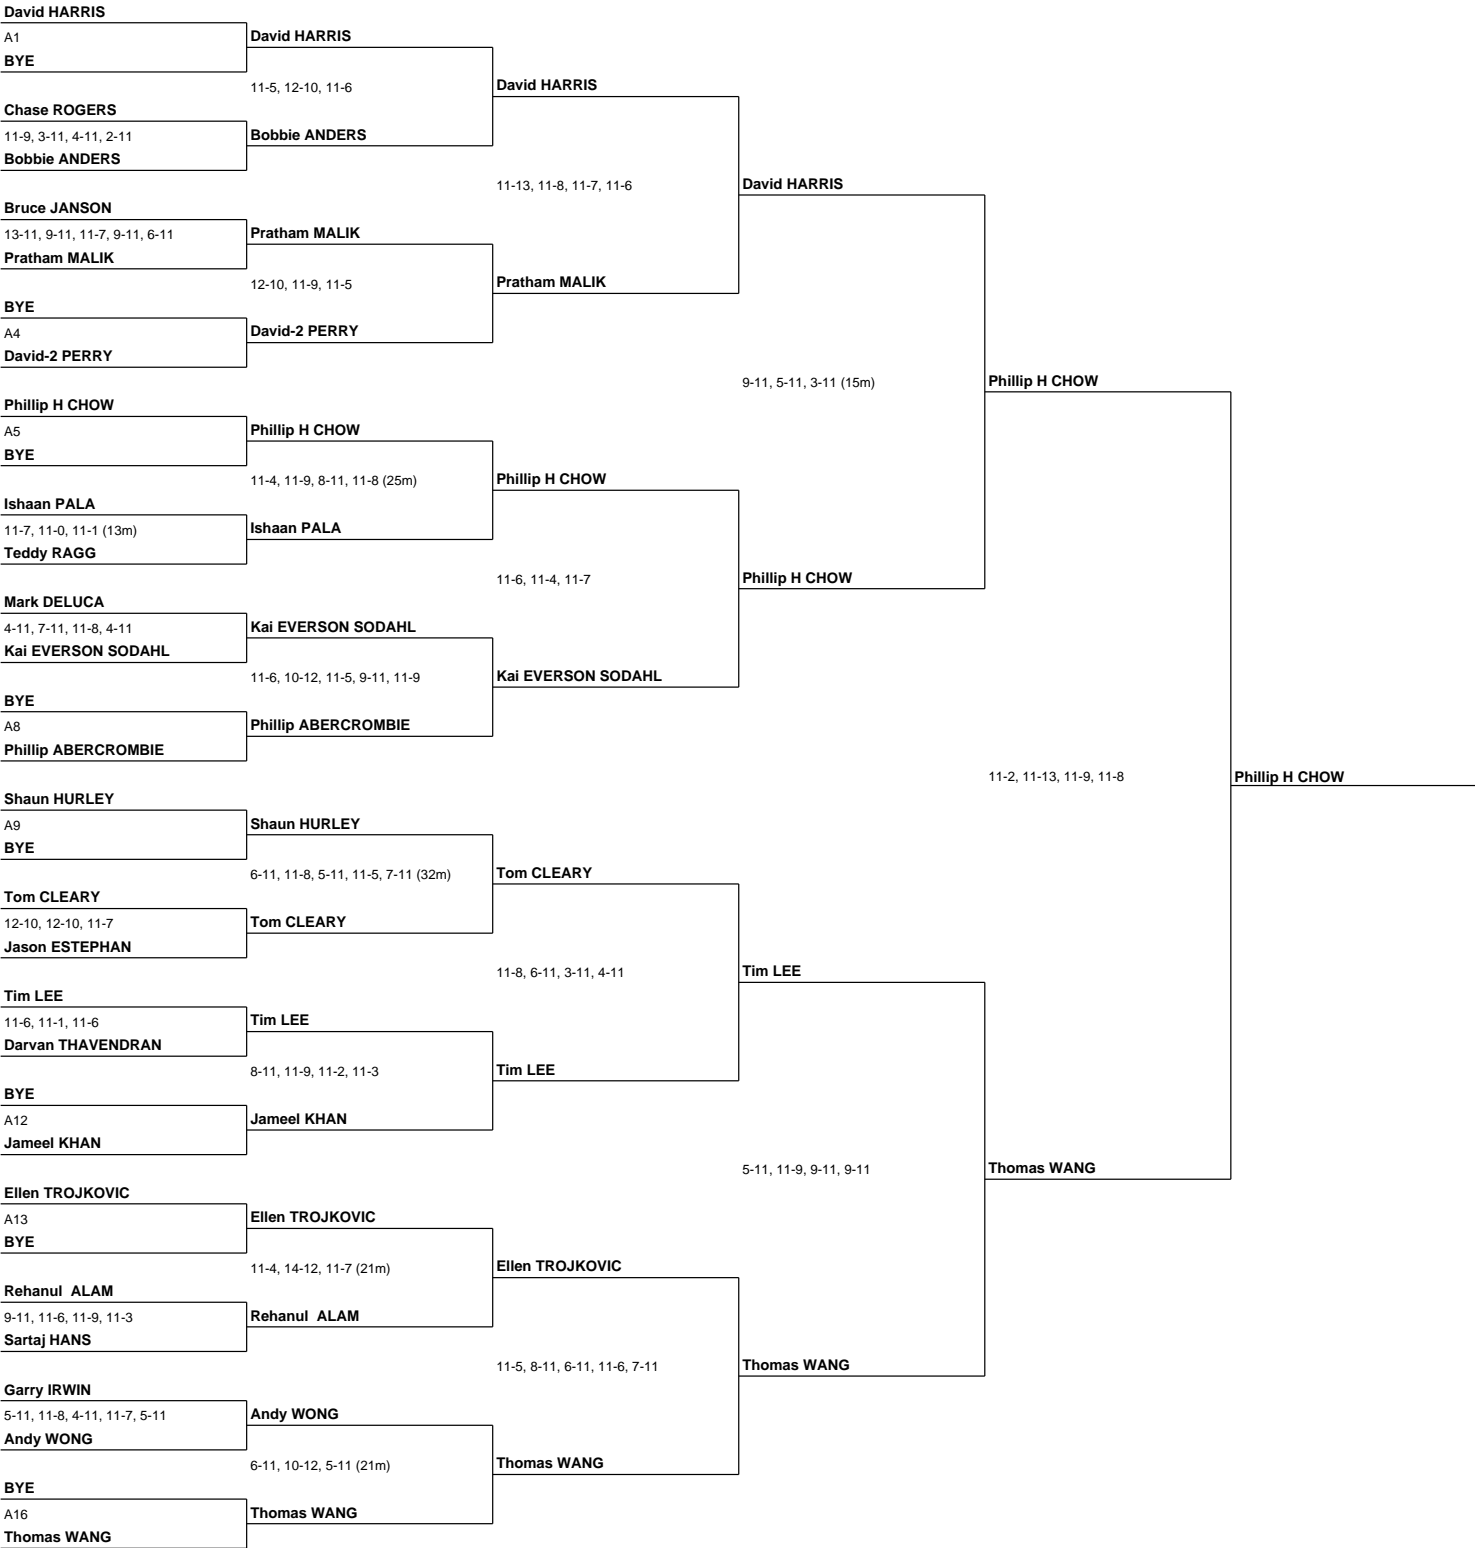 David HARRIS
A1
BYE
Chase ROGERS
11-9, 3-11, 4-11, 2-11
Bobbie ANDERS
Bruce JANSON
13-11, 9-11, 11-7, 9-11, 6-11
Pratham MALIK
BYE
A4
David-2 PERRY
Phillip H CHOW
A5
BYE
Ishaan PALA
11-7, 11-0, 11-1 (13m)
Teddy RAGG
Mark DELUCA
4-11, 7-11, 11-8, 4-11
Kai EVERSON SODAHL
BYE
A8
Phillip ABERCROMBIE
Shaun HURLEY
A9
BYE
Tom CLEARY
12-10, 12-10, 11-7
Jason ESTEPHAN
Tim LEE
11-6, 11-1, 11-6
Darvan THAVENDRAN
BYE
A12
Jameel KHAN
Ellen TROJKOVIC
A13
BYE
Rehanul  ALAM
9-11, 11-6, 11-9, 11-3
Sartaj HANS
Garry IRWIN
5-11, 11-8, 4-11, 11-7, 5-11
Andy WONG
BYE
A16
Thomas WANG
David HARRIS
11-5, 12-10, 11-6
Bobbie ANDERS
Pratham MALIK
12-10, 11-9, 11-5
David-2 PERRY
Phillip H CHOW
11-4, 11-9, 8-11, 11-8 (25m)
Ishaan PALA
Kai EVERSON SODAHL
11-6, 10-12, 11-5, 9-11, 11-9
Phillip ABERCROMBIE
Shaun HURLEY
6-11, 11-8, 5-11, 11-5, 7-11 (32m)
Tom CLEARY
Tim LEE
8-11, 11-9, 11-2, 11-3
Jameel KHAN
Ellen TROJKOVIC
11-4, 14-12, 11-7 (21m)
Rehanul  ALAM
Andy WONG
6-11, 10-12, 5-11 (21m)
Thomas WANG
David HARRIS
11-13, 11-8, 11-7, 11-6
Pratham MALIK
Phillip H CHOW
11-6, 11-4, 11-7
Kai EVERSON SODAHL
Tom CLEARY
11-8, 6-11, 3-11, 4-11
Tim LEE
Ellen TROJKOVIC
11-5, 8-11, 6-11, 11-6, 7-11
Thomas WANG
David HARRIS
9-11, 5-11, 3-11 (15m)
Phillip H CHOW
Tim LEE
5-11, 11-9, 9-11, 9-11
Thomas WANG
Phillip H CHOW
11-2, 11-13, 11-9, 11-8
Thomas WANG
Phillip H CHOW